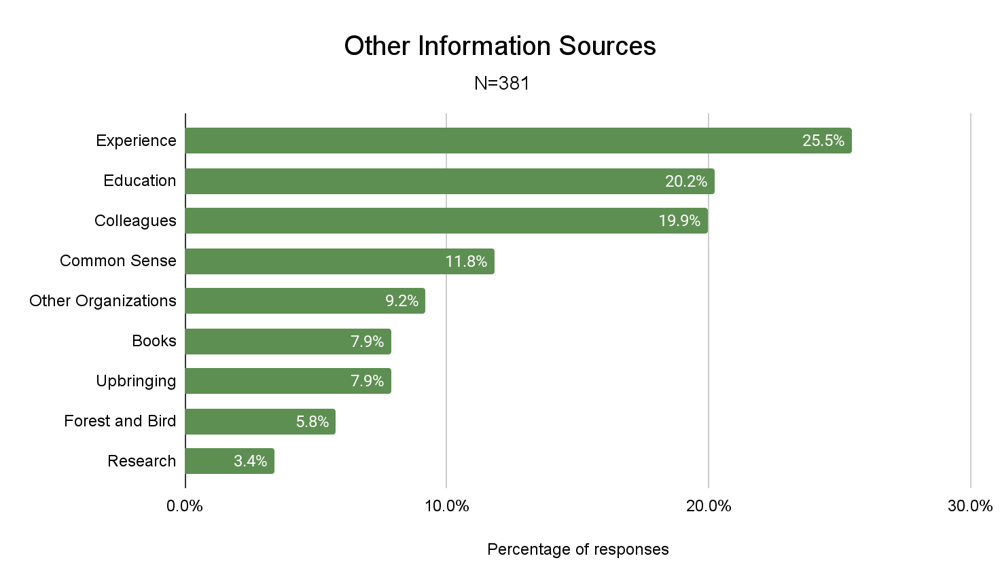 Other Information Sources
N=381
Experience 25.5%
Education 20.2%
Colleagues 19.9%
Common Sense 11.8%
Other Organizations 9.2%
Books 7.9%
Upbringing 7.9%
Forest and Bird 5.8%
Research 3.4%
0.0% 10.0% 20.0% 30.0%
Percentage of responses